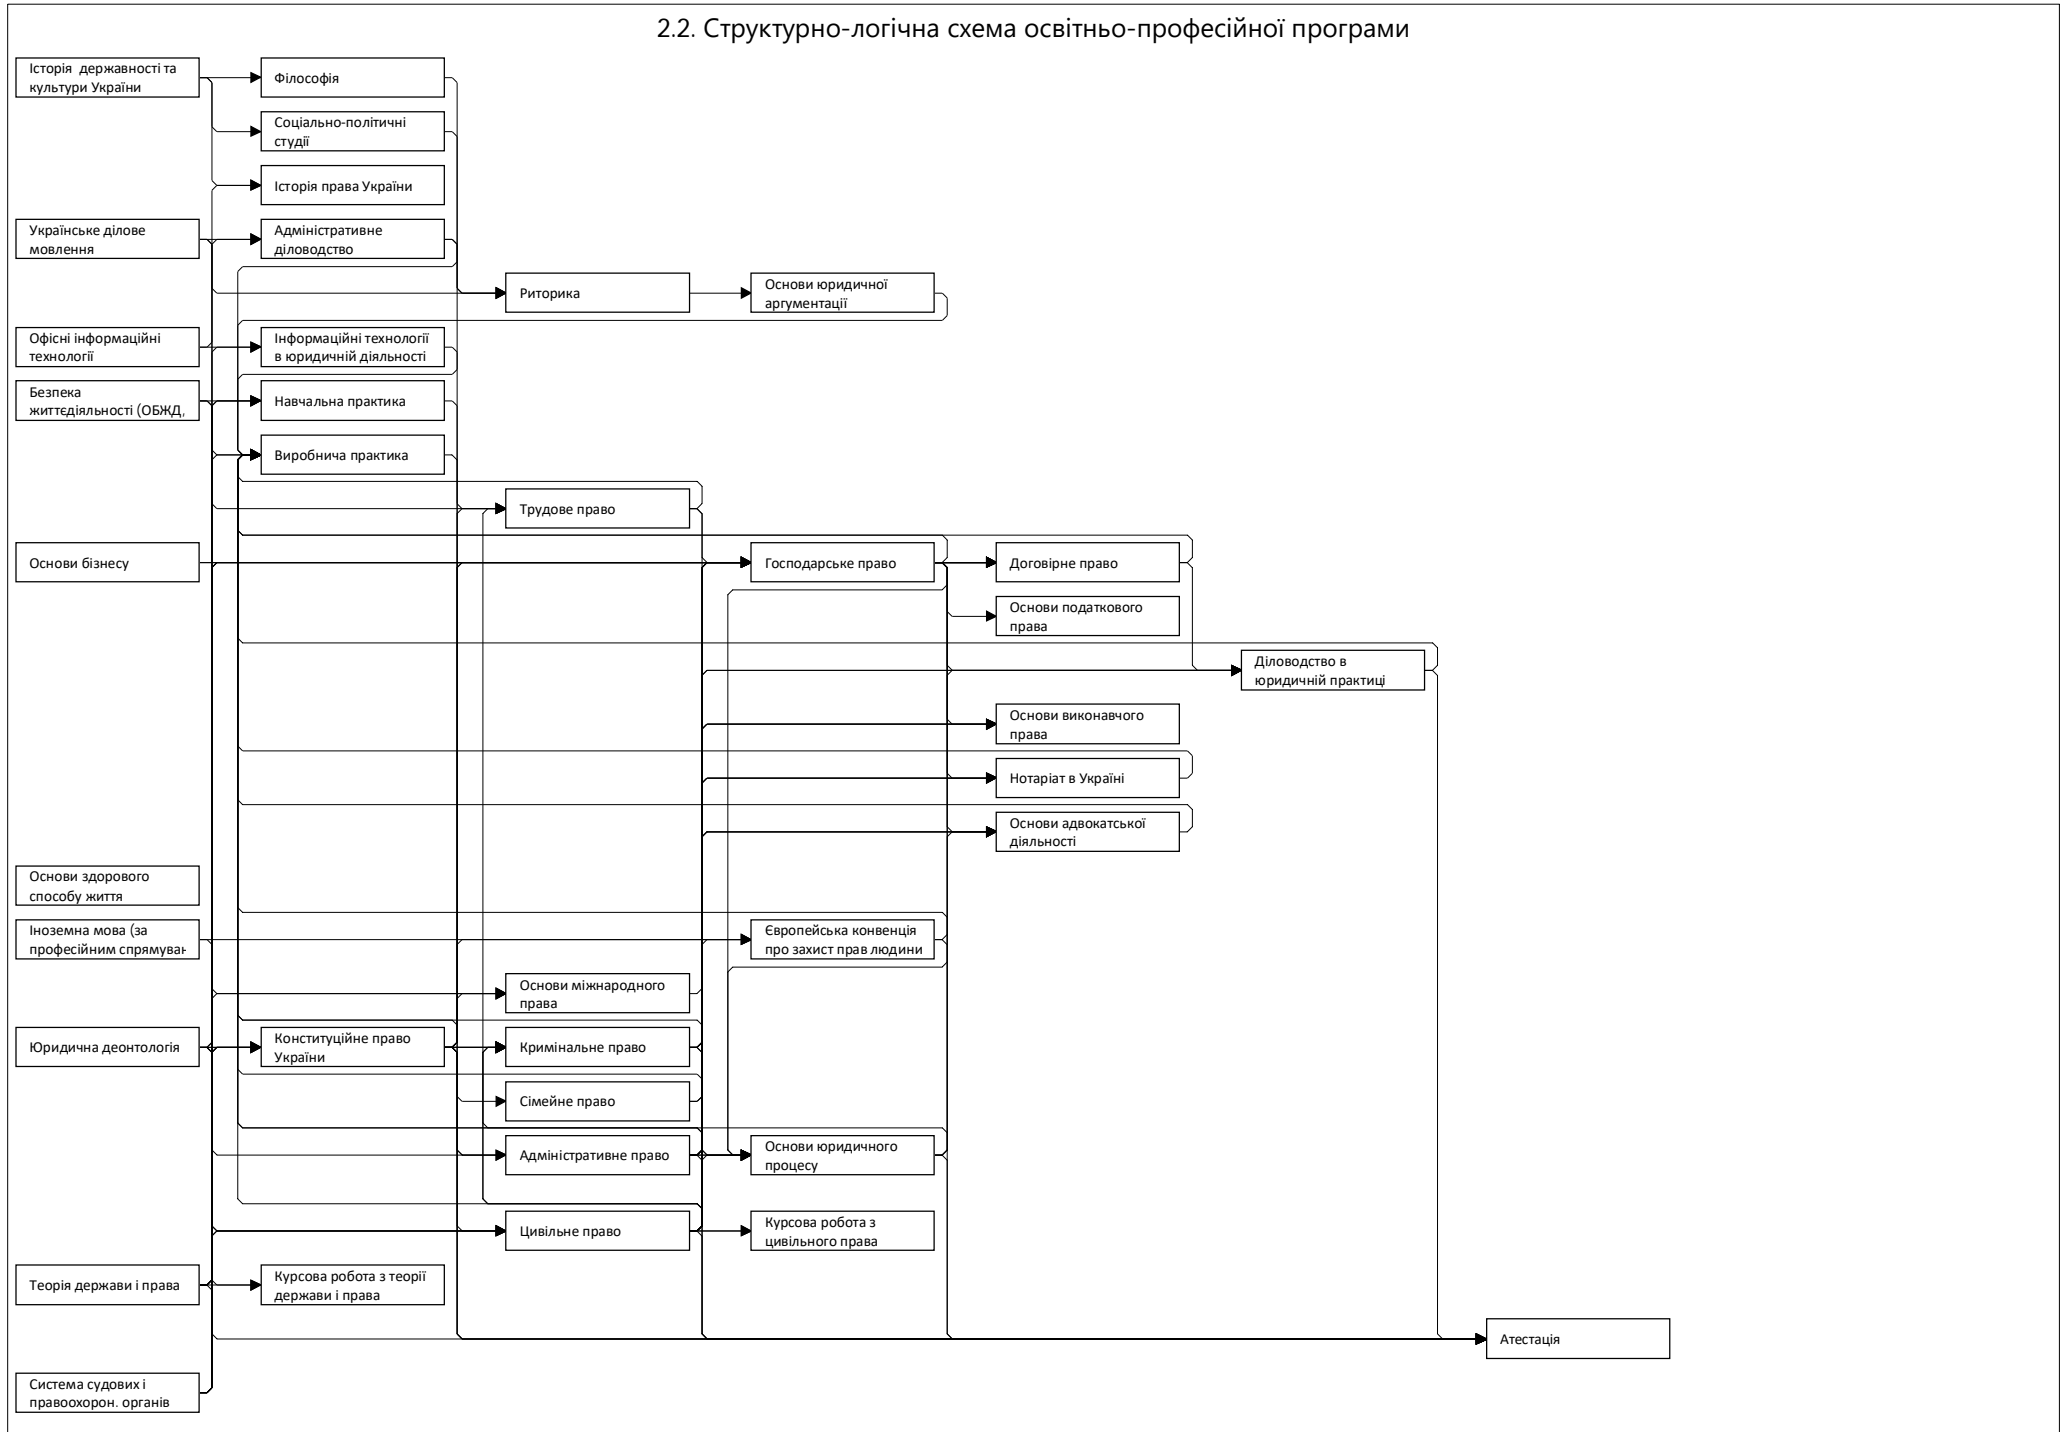 2.2. Структурно-логічна схема освітньо-професійної програми
Історія державності та
культури України
Філософія
Соціально-політичні
студії
Історія права України
Українське ділове
мовлення
Адміністративне
діловодство
Риторика
Основи юридичної
аргументації
Офісні інформаційні
технології
Інформаційні технології
в юридичній діяльності
Безпека
життєдіяльності (ОБЖД,
Навчальна практика
Виробнича практика
Трудове право
Основи бізнесу
Господарське право
Договірне право
Основи податкового
права
Діловодство в
юридичній практиці
Основи виконавчого
права
Нотаріат в Україні
Основи адвокатської
діяльності
Основи здорового
способу життя
Іноземна мова (за
професійним спрямуван
Європейська конвенція
про захист прав людини
Основи міжнародного
права
Юридична деонтологія
Конституційне право
України
Кримінальне право
Сімейне право
Адміністративне право
Основи юридичного
процесу
Цивільне право
Курсова робота з
цивільного права
Теорія держави і права
Курсова робота з теорії
держави і права
Атестація
Система судових і
правоохорон. органів